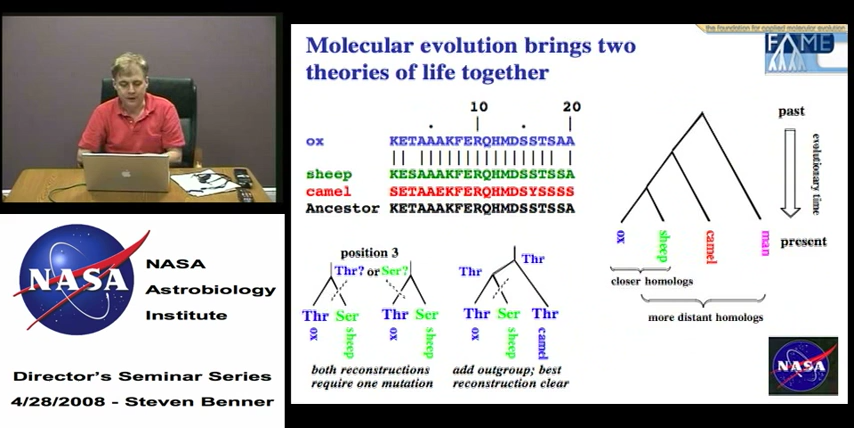 the foundation for applied molecular evolution
FAME
Molecular evolution brings two
theories of life together
10 20
ox KETAAAKFERQHMDSSTSAA
sheep KESAAAKFERQHMDSSTSSA
camel SETAAEKFERQHMDSYSSSS
Ancestor KETAAAKFERQHMDSSTSSA
position 3
Thr? or Ser?
Thr Ser Thr Ser
ox sheep ox sheep
both reconstructions
require one mutation
Thr
Thr
Thr Ser Thr
ox sheep camel
add outgroup; best
reconstruction clear
past
evolutionary time
present
ox sheep camel man
closer homologs
more distant homologs
NASA
NASA
NASA
Astrobiology
Institute
Director's Seminar Series
4/28/2008 - Steven Benner